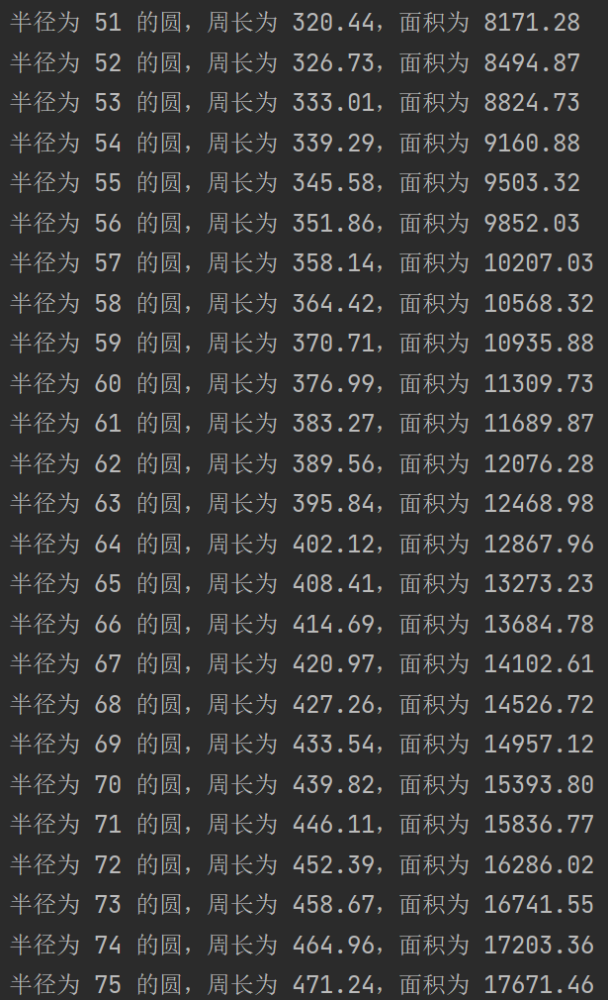 半径为 51 的圆，周长为 320.44，面积为 8171.28
半径为 52 的圆，周长为 326.73，面积为 8494.87
半径为 53 的圆，周长为 333.01，面积为 8824.73
半径为 54 的圆，周长为 339.29，面积为 9160.88
半径为 55 的圆，周长为 345.58，面积为 9503.32
半径为 56 的圆，周长为 351.86，面积为 9852.03
半径为 57 的圆，周长为 358.14，面积为 10207.03
半径为 58 的圆，周长为 364.42，面积为 10568.32
半径为 59 的圆，周长为 370.71，面积为 10935.88
半径为 60 的圆，周长为 376.99，面积为 11309.73
半径为 61 的圆，周长为 383.27，面积为 11689.87
半径为 62 的圆，周长为 389.56，面积为 12076.28
半径为 63 的圆，周长为 395.84，面积为 12468.98
半径为 64 的圆，周长为 402.12，面积为 12867.96
半径为 65 的圆，周长为 408.41，面积为 13273.23
半径为 66 的圆，周长为 414.69，面积为 13684.78
半径为 67 的圆，周长为 420.97，面积为 14102.61
半径为 68 的圆，周长为 427.26，面积为 14526.72
半径为 69 的圆，周长为 433.54，面积为 14957.12
半径为 70 的圆，周长为 439.82，面积为 15393.80
半径为 71 的圆，周长为 446.11，面积为 15836.77
半径为 72 的圆，周长为 452.39，面积为 16286.02
半径为 73 的圆，周长为 458.67，面积为 16741.55
半径为 74 的圆，周长为 464.96，面积为 17203.36
半径为 75 的圆，周长为 471.24，面积为 17671.46